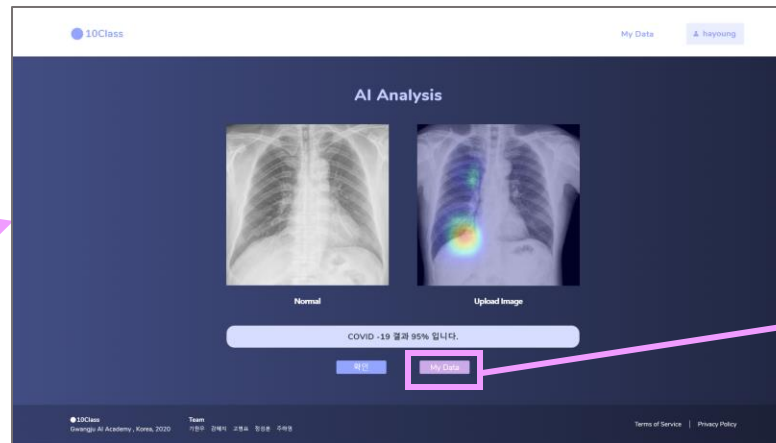 10Class
My Data
hayoung
AI Analysis
Normal
Upload Image
COVID -19 결과 95% 입니다.
확인
My Data
10Class
Gwangju AI Academy , Korea, 2020
Team
Terms of Service | Privacy Policy